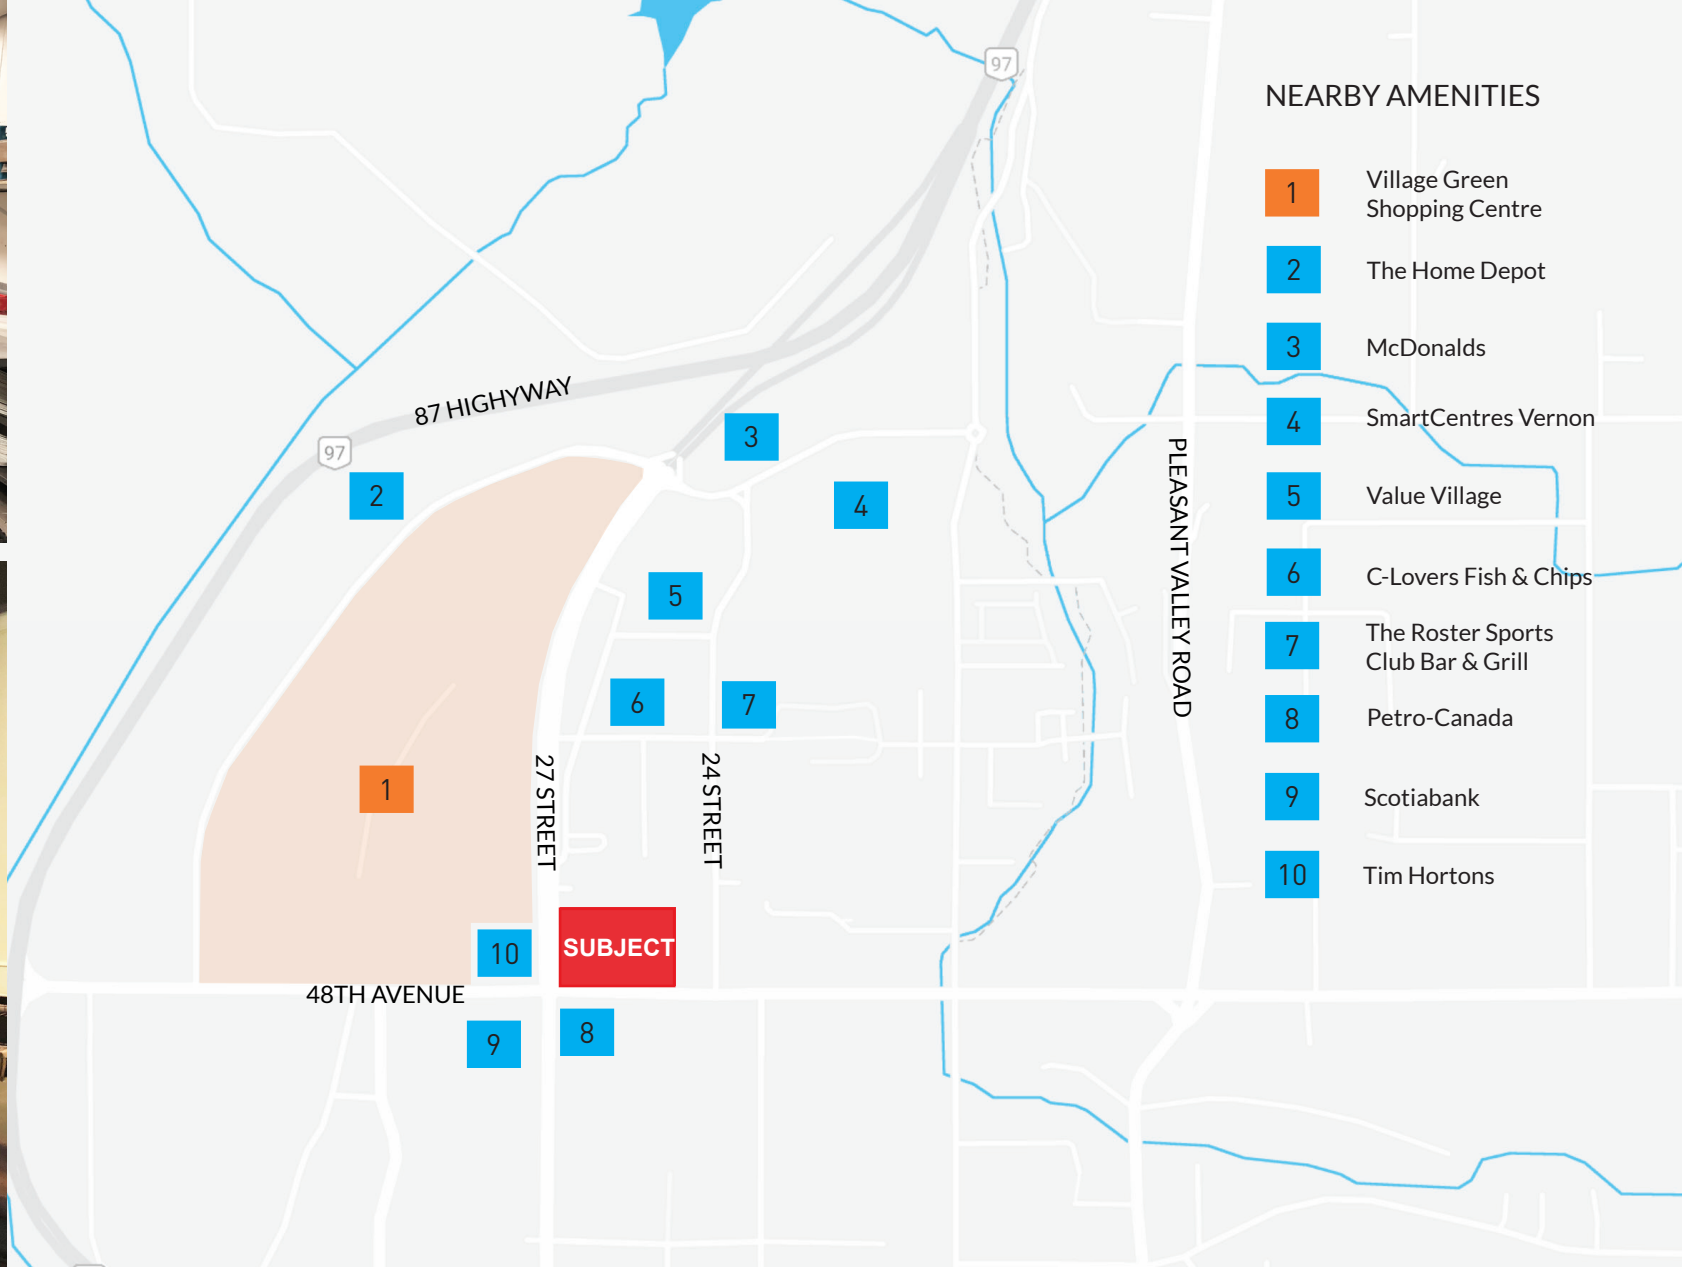 97
NEARBY AMENITIES
1 Village Green
Shopping Centre
2 The Home Depot
3 McDonalds
4 SmartCentres Vernon
5 Value Village
6 C-Lovers Fish & Chips
7 The Roster Sports
Club Bar & Grill
8 Petro-Canada
9 Scotiabank
10 Tim Hortons
87 HIGHYWAY
97
3
2
4
PLEASANT VALLEY ROAD
5
6
7
1
27 STREET
24 STREET
10
SUBJECT
48TH AVENUE
9
8